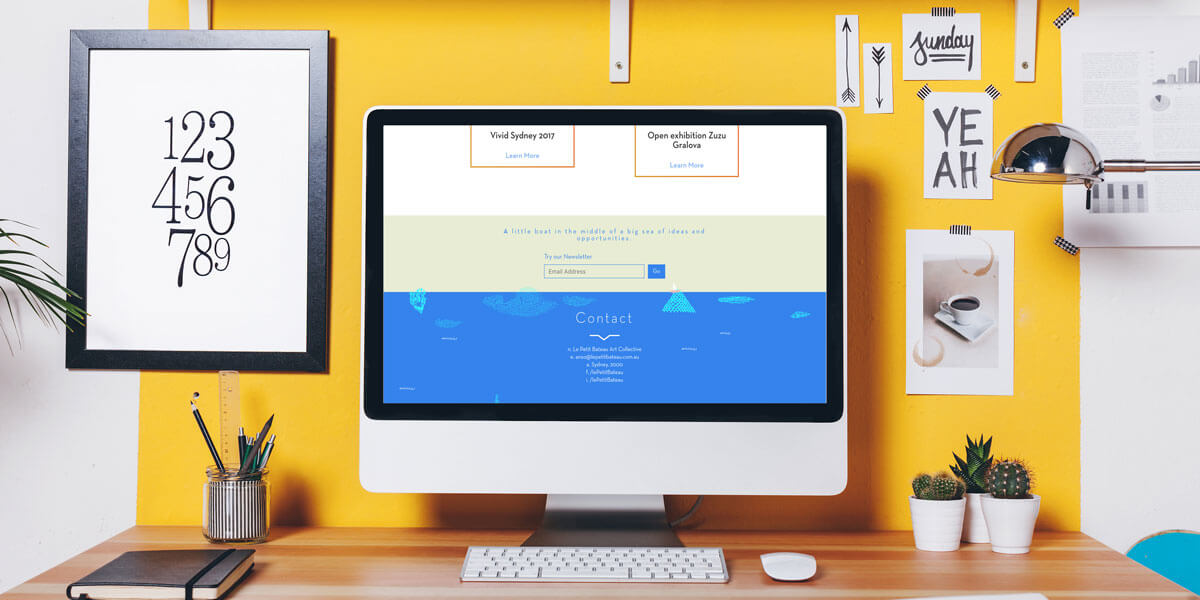 123
456
789
Sunday
YE
AH
Vivid Sydney 2017
Learn More
Open exhibition Zuzu
Galova
Learn More
A little boat in the middle of a big sea of ideas and
opportunities.
Try our Newsletter
Email Address
Go
Contact
n. Le Petit Bateau Art Collective
e. anso@lepetitbateau.com.au
a. Sydney, 2000
f. /lePetitBateau
i. /lePetitBateau